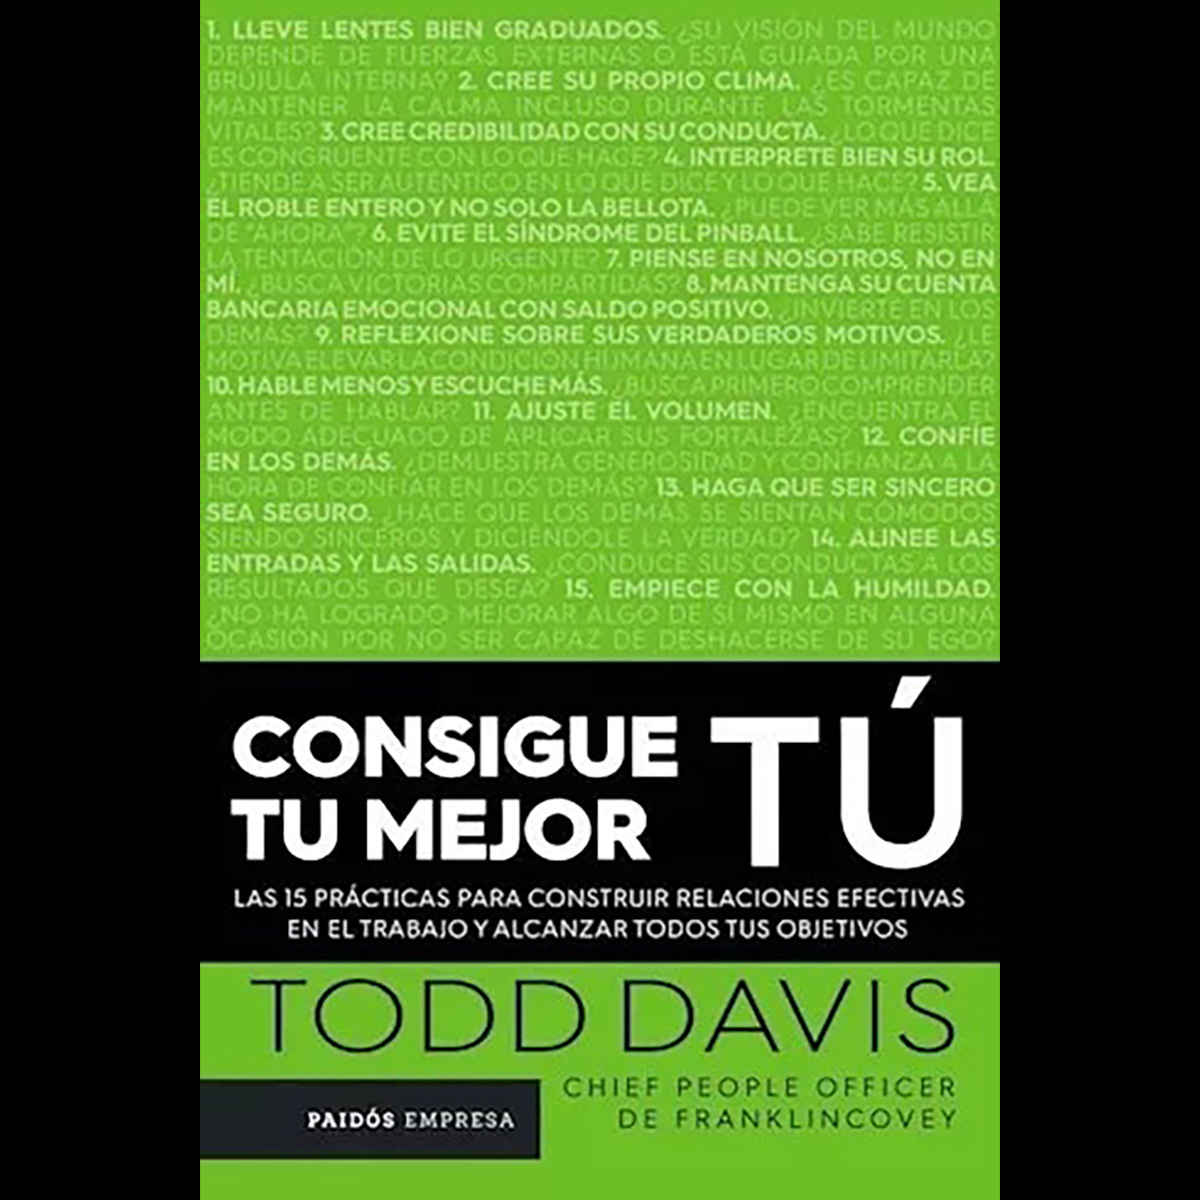 1. LLEVE LENTES BIEN GRADUADOS. ¿SU VISIÓN DEL MUNDO
DEPENDE DE FUERZAS EXTERNAS O ESTÁ GUIADA POR UNA
BRÚJULA INTERNA? 2. CREE SU PROPIO CLIMA. ¿ES CAPAZ DE
MANTENER LA CALMA INCLUSO DURANTE LAS TORMENTAS
VITALES? 3. CREE CREDIBILIDAD CON SU CONDUCTA. ¿LO QUE DICE
ES CONGRUENTE CON LO QUE HACE? 4. INTERPRETE BIEN SU ROL.
¿TIENDE A SER AUTÉNTICO EN LO QUE DICE Y LO QUE HACE? 5. VEA
EL ROBLE ENTERO Y NO SOLO LA BELLOTA. ¿PUEDE VER MÁS ALLÁ
DE "AHORA"? 6. EVITE EL SÍNDROME DEL PINBALL. ¿SABE RESISTIR
LA TENTACIÓN DE LO URGENTE? 7. PIENSE EN NOSOTROS, NO EN
MÍ. ¿BUSCA VICTORIAS COMPARTIDAS? 8. MANTENGA SU CUENTA
BANCARIA EMOCIONAL CON SALDO POSITIVO. ¿INVIERTE EN LOS
DEMÁS? 9. REFLEXIONE SOBRE SUS VERDADEROS MOTIVOS. ¿LE
MOTIVA ELEVAR LA CONDICIÓN HUMANA EN LUGAR DE LIMITARLA?
10. HABLE MENOS Y ESCUCHE MÁS. ¿BUSCA PRIMERO COMPRENDER
ANTES DE HABLAR? 11. AJUSTE EL VOLUMEN. ¿ENCUENTRA EL
MODO ADECUADO DE APLICAR SUS FORTALEZAS? 12. CONFÍE
EN LOS DEMÁS. ¿DEMUESTRA GENEROSIDAD Y CONFIANZA A LA
HORA DE CONFIAR EN LOS DEMÁS? 13. HAGA QUE SER SINCERO
SEA SEGURO. ¿HACE QUE LOS DEMÁS SE SIENTAN CÓMODOS
SIENDO SINCEROS Y DICIÉNDOLE LA VERDAD? 14. ALINEE LAS
ENTRADAS Y LAS SALIDAS. ¿CONDUCE SUS CONDUCTAS A LOS
RESULTADOS QUE DESEA? 15. EMPIECE CON LA HUMILDAD.
¿NO HA LOGRADO MEJORAR ALGO DE SÍ MISMO EN ALGUNA
OCASIÓN POR NO SER CAPAZ DE DESHACERSE DE SU EGO?
CONSIGUE
TU MEJOR
TÚ
LAS 15 PRÁCTICAS PARA CONSTRUIR RELACIONES EFECTIVAS
EN EL TRABAJO Y ALCANZAR TODOS TUS OBJETIVOS
TODD DAVIS
CHIEF PEOPLE OFFICER
DE FRANKLINCOVEY
PAIDÓS EMPRESA